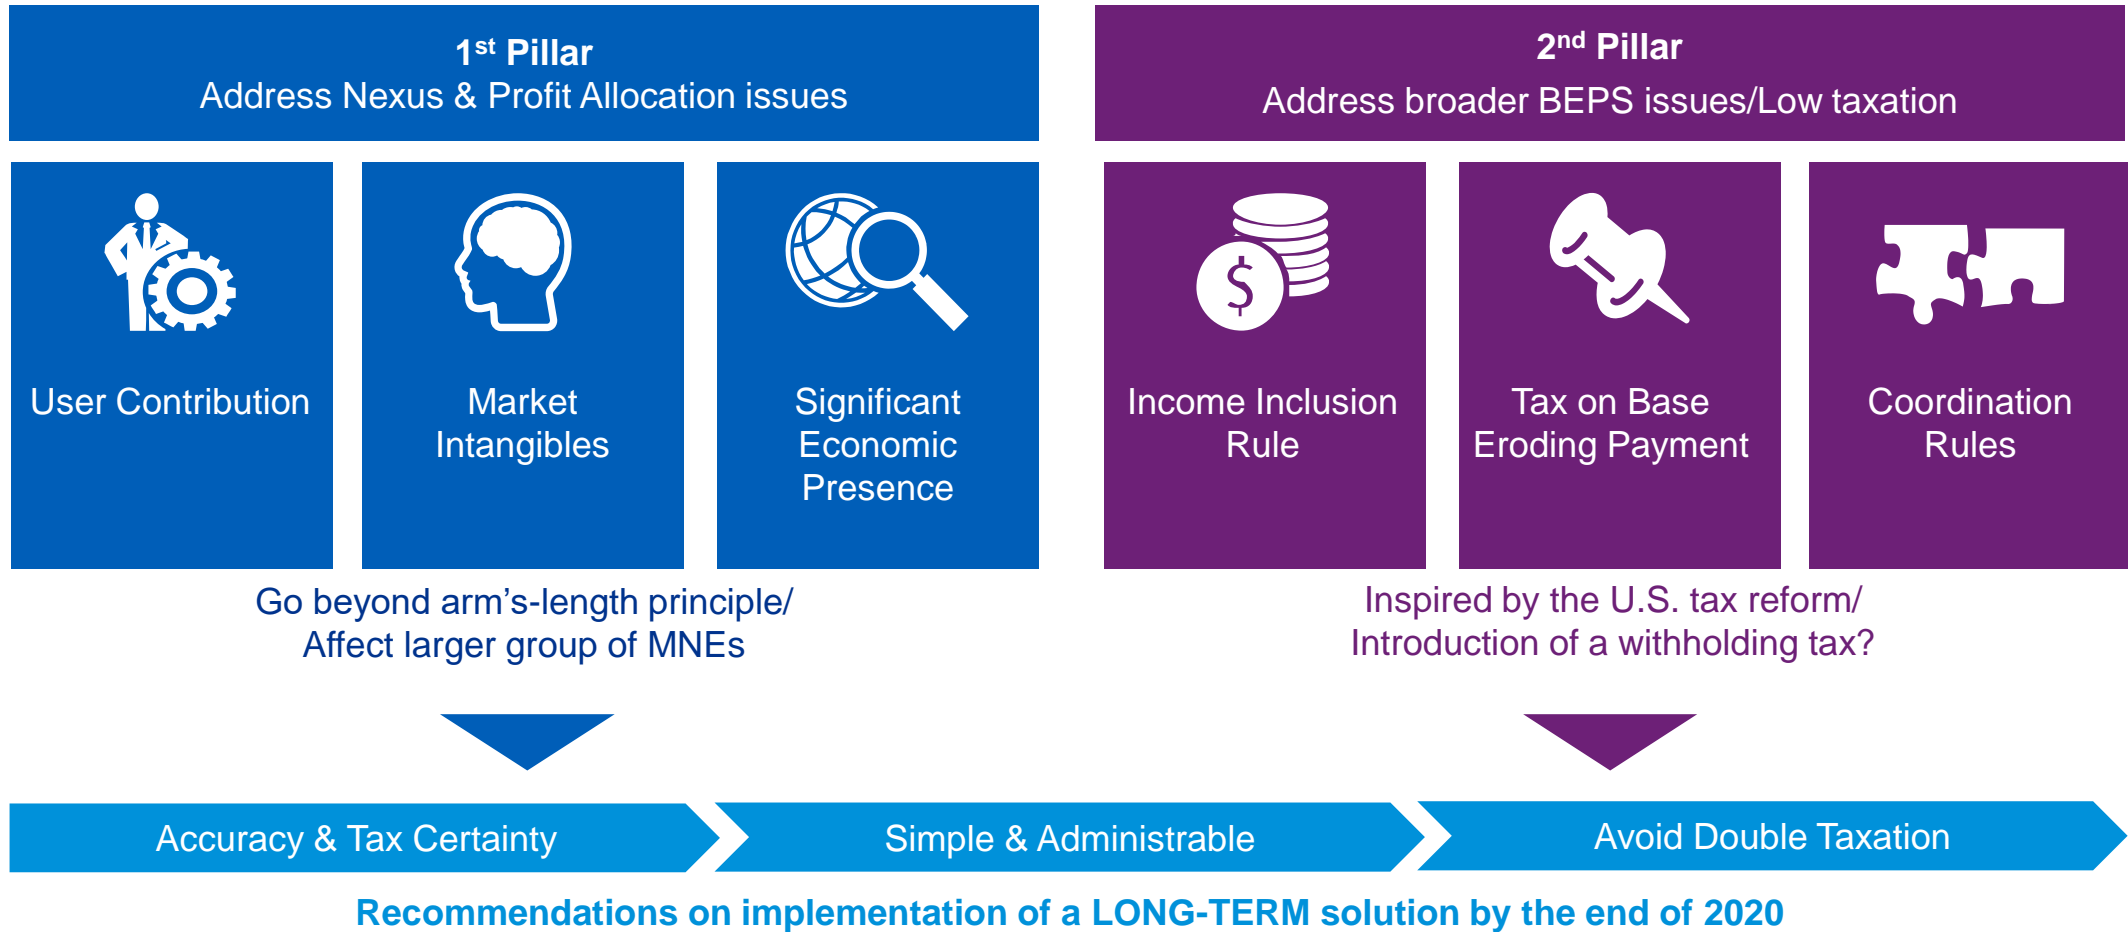 1st Pillar
Address Nexus & Profit Allocation issues
User Contribution
Market
Intangibles
Significant
Economic
Presence
Go beyond arm’s-length principle/
Affect larger group of MNEs
2nd Pillar
Address broader BEPS issues/Low taxation
$
Income Inclusion
Rule
Tax on Base
Eroding Payment
Coordination
Rules
Inspired by the U.S. tax reform/
Introduction of a withholding tax?
Accuracy & Tax Certainty
Simple & Administrable
Avoid Double Taxation
Recommendations on implementation of a LONG-TERM solution by the end of 2020